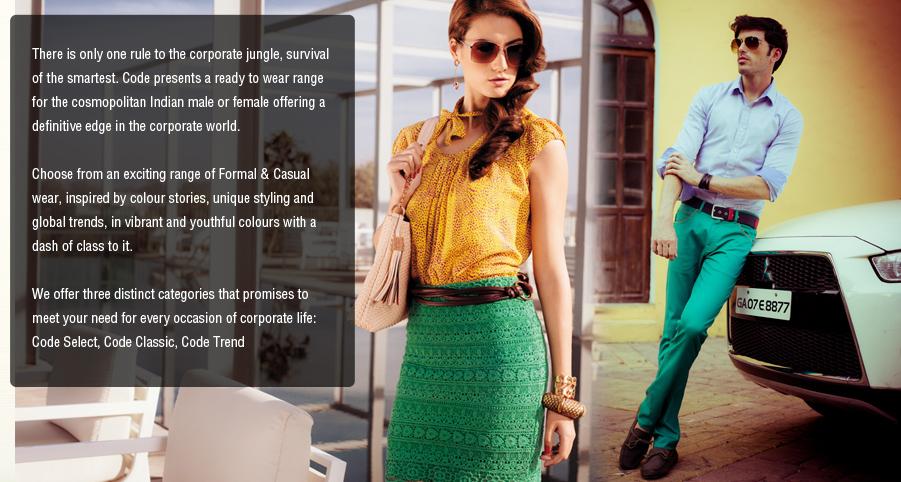 There is only one rule to the corporate jungle, survival
of the smartest. Code presents a ready to wear range
for the cosmopolitan Indian male or female offering a
definitive edge in the corporate world.
Choose from an exciting range of Formal & Casual
wear, inspired by colour stories, unique styling and
global trends, in vibrant and youthful colours with a
dash of class to it.
We offer three distinct categories that promises to
meet your need for every occasion of corporate life:
Code Select, Code Classic, Code Trend
GA07E8877